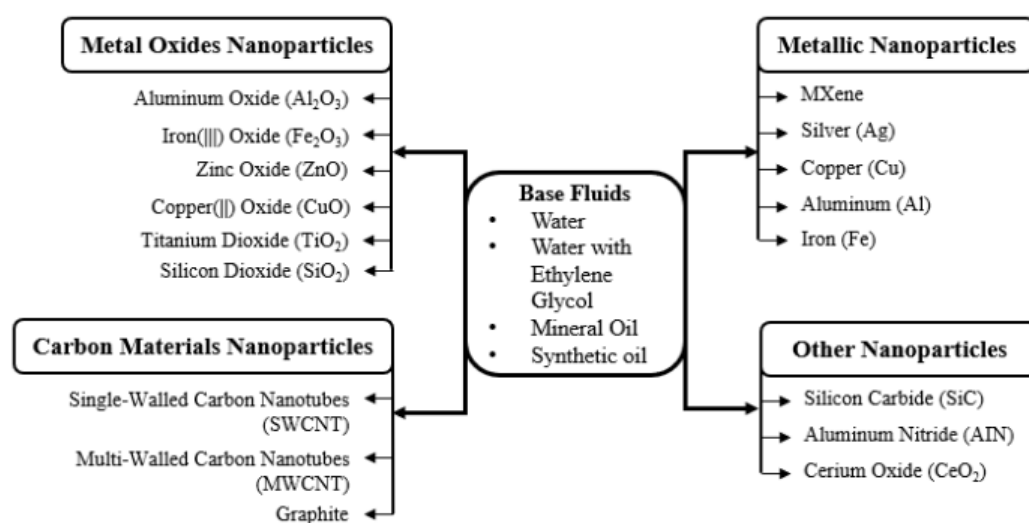 Metal Oxides Nanoparticles
Aluminum Oxide (Al₂O₃)
Iron(|||) Oxide (Fe₂O₃)
Zinc Oxide (ZnO)
Copper(||) Oxide (CuO)
Titanium Dioxide (TiO₂)
Silicon Dioxide (SiO₂)
Carbon Materials Nanoparticles
Single-Walled Carbon Nanotubes
(SWCNT)
Multi-Walled Carbon Nanotubes
(MWCNT)
Graphite
Base Fluids
• Water
• Water with
Ethylene
Glycol
• Mineral Oil
• Synthetic oil
Metallic Nanoparticles
MXene
Silver (Ag)
Copper (Cu)
Aluminum (Al)
Iron (Fe)
Other Nanoparticles
Silicon Carbide (SiC)
Aluminum Nitride (AIN)
Cerium Oxide (CeO₂)